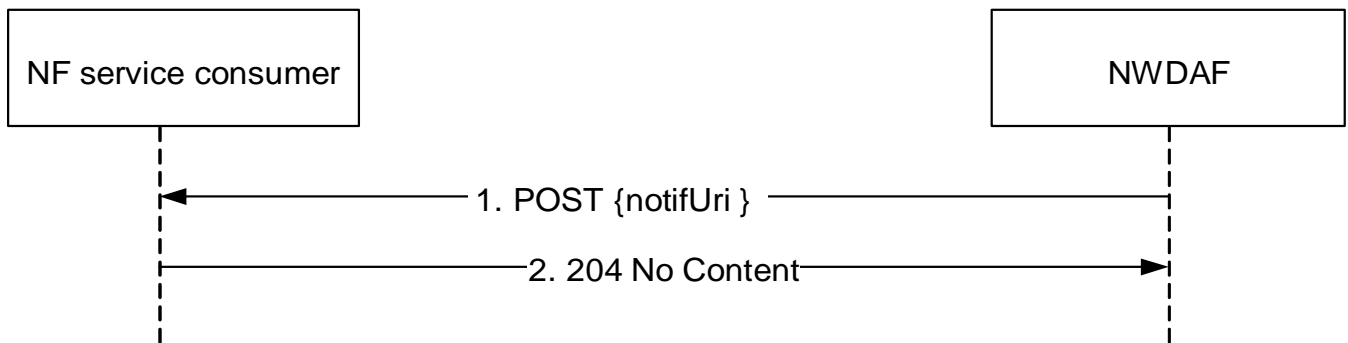 NF service consumer
NWDAF
1. POST {notifUri }
2. 204 No Content